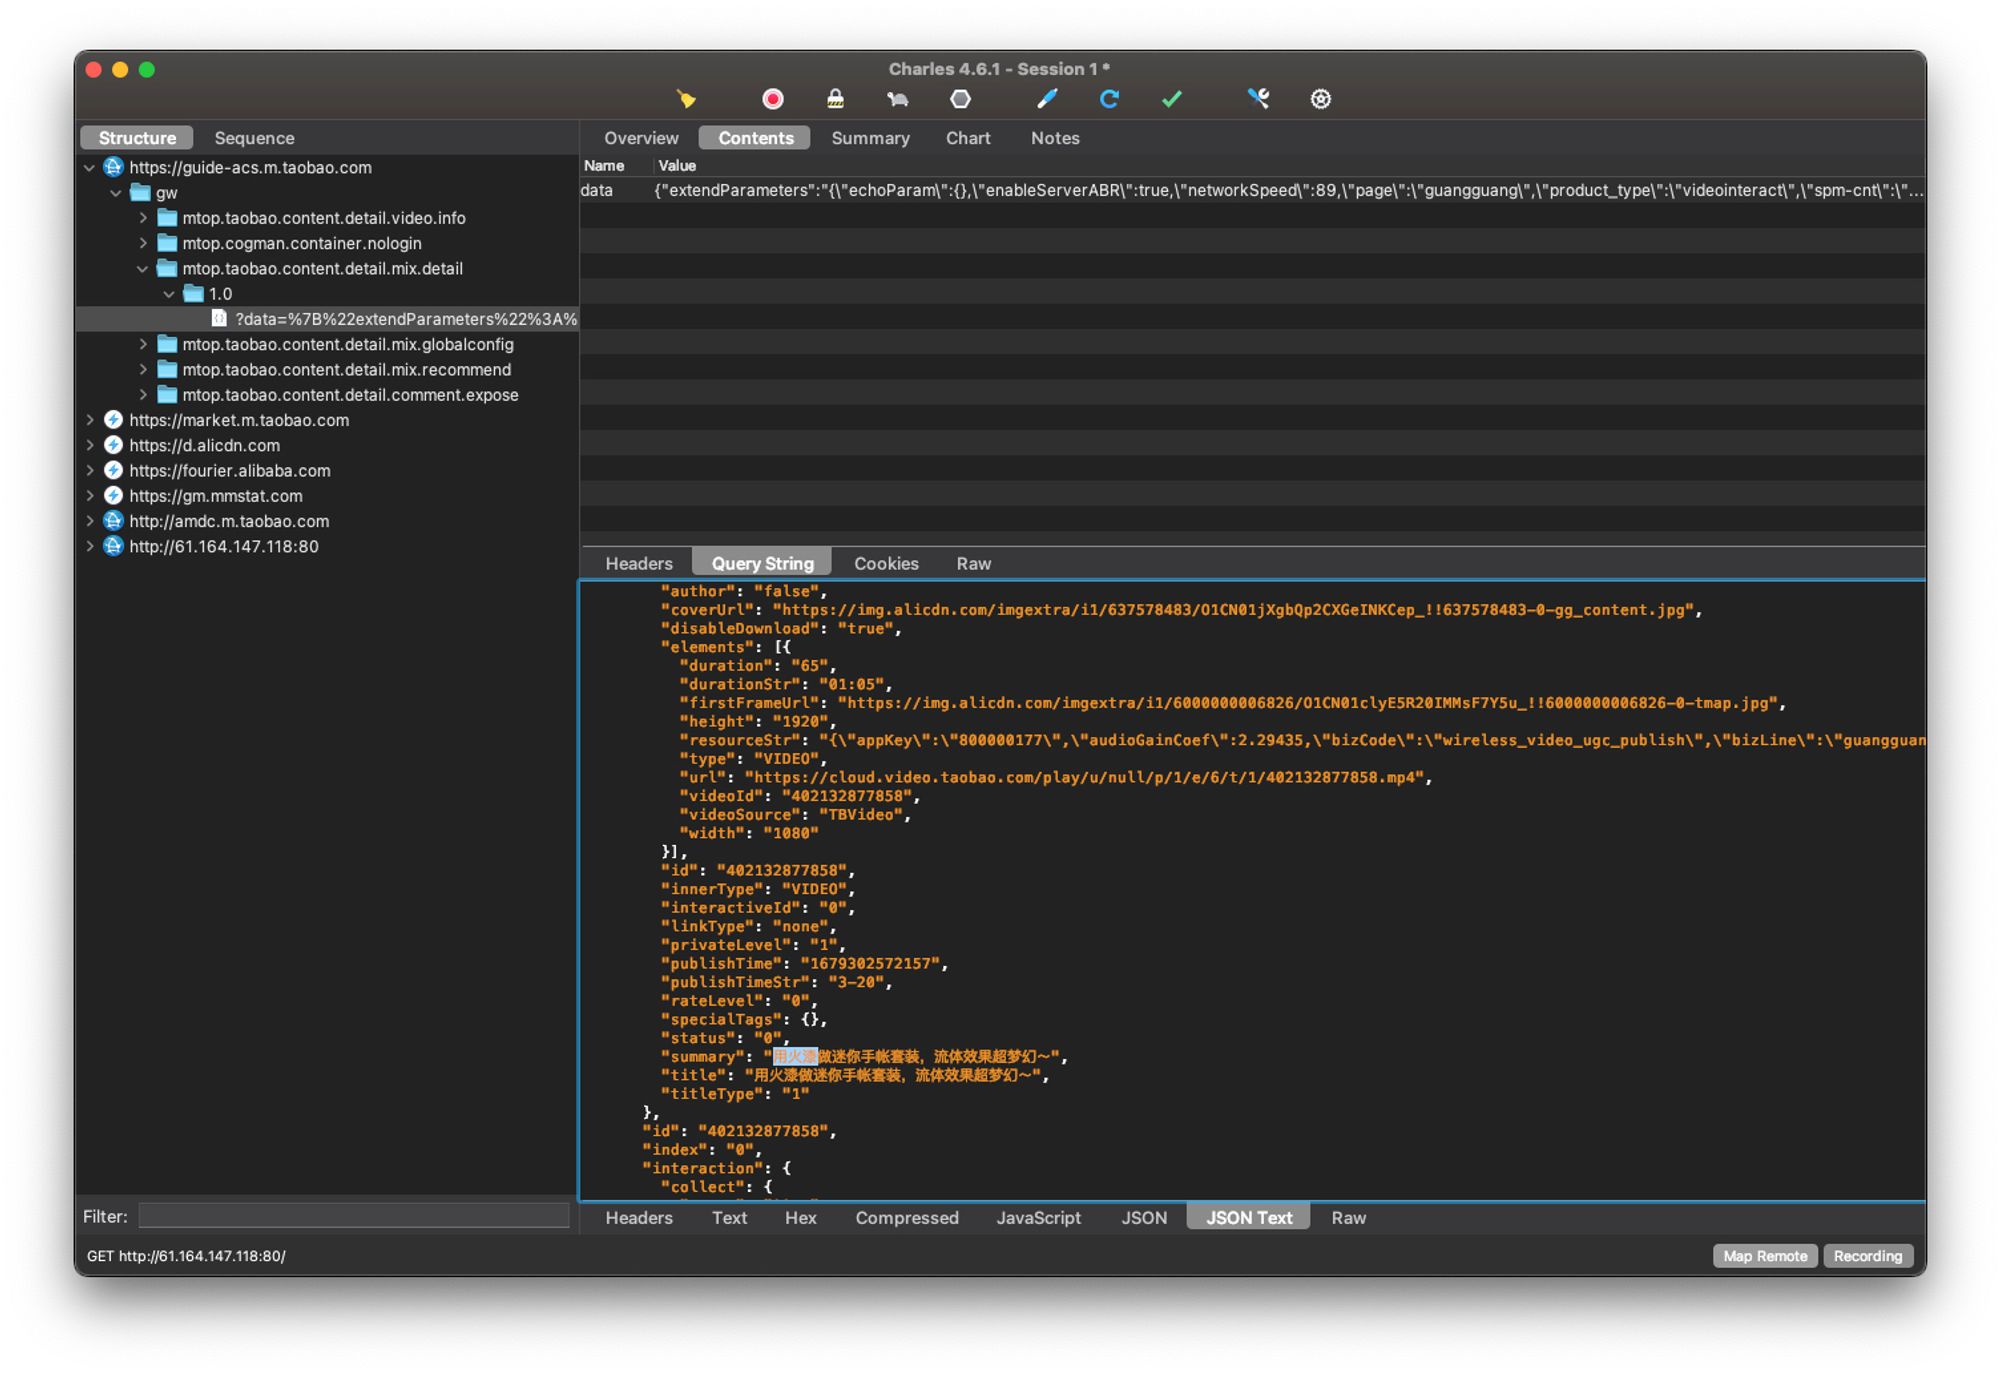 Charles 4.6.1 - Session 1 *
Structure
Sequence
https://guide-acs.m.taobao.com
gw
mtop.taobao.content.detail.video.info
mtop.cogman.container.nologin
mtop.taobao.content.detail.mix.detail
1.0
?data=%7B%22extendParameters%22%3A%
mtop.taobao.content.detail.mix.globalconfig
mtop.taobao.content.detail.mix.recommend
mtop.taobao.content.detail.comment.expose
https://market.m.taobao.com
https://d.alicdn.com
https://fourier.alibaba.com
https://gm.mmstat.com
http://amdc.m.taobao.com
http://61.164.147.118:80
Filter:
Overview Contents Summary Chart Notes
Name Value
data {"extendParameters":"{\"echoParam\":{},\"enableServerABR\":true,\"networkSpeed\":89,\"page\":\"guangguang\",\"product_type\":\"videointeract\",\"spm-cnt\":\"...
Headers Query String Cookies Raw
"author": "false",
"coverUrl": "https://img.alicdn.com/imgextra/i1/637578483/O1CN01jXgbQp2CXGeINKCep_!!637578483-0-gg_content.jpg",
"disableDownload": "true",
"elements": [{
"duration": "65",
"durationStr": "01:05",
"firstFrameUrl": "https://img.alicdn.com/imgextra/i1/6000000006826/O1CN01clyE5R20IMMsF7Y5u_!!6000000006826-0-tmap.jpg",
"height": "1920",
"resourceStr": "{\"appKey\":\"800000177\",\"audioGainCoef\":2.29435,\"bizCode\":\"wireless_video_ugc_publish\",\"bizLine\":\"guangguan
"type": "VIDEO",
"url": "https://cloud.video.taobao.com/play/u/null/p/1/e/6/t/1/402132877858.mp4",
"videoId": "402132877858",
"videoSource": "TBVideo",
"width": "1080"
}],
"id": "402132877858",
"innerType": "VIDEO",
"interactiveId": "0",
"linkType": "none",
"privateLevel": "1",
"publishTime": "1679302572157",
"publishTimeStr": "3-20",
"rateLevel": "0",
"specialTags": {},
"status": "0",
"summary": "用火漆做迷你手帐套装，流体效果超梦幻～",
"title": "用火漆做迷你手帐套装，流体效果超梦幻～",
"titleType": "1"
},
"id": "402132877858",
"index": "0",
"interaction": {
"collect": {
Headers Text Hex Compressed JavaScript JSON JSON Text Raw
GET http://61.164.147.118:80/
Map Remote Recording